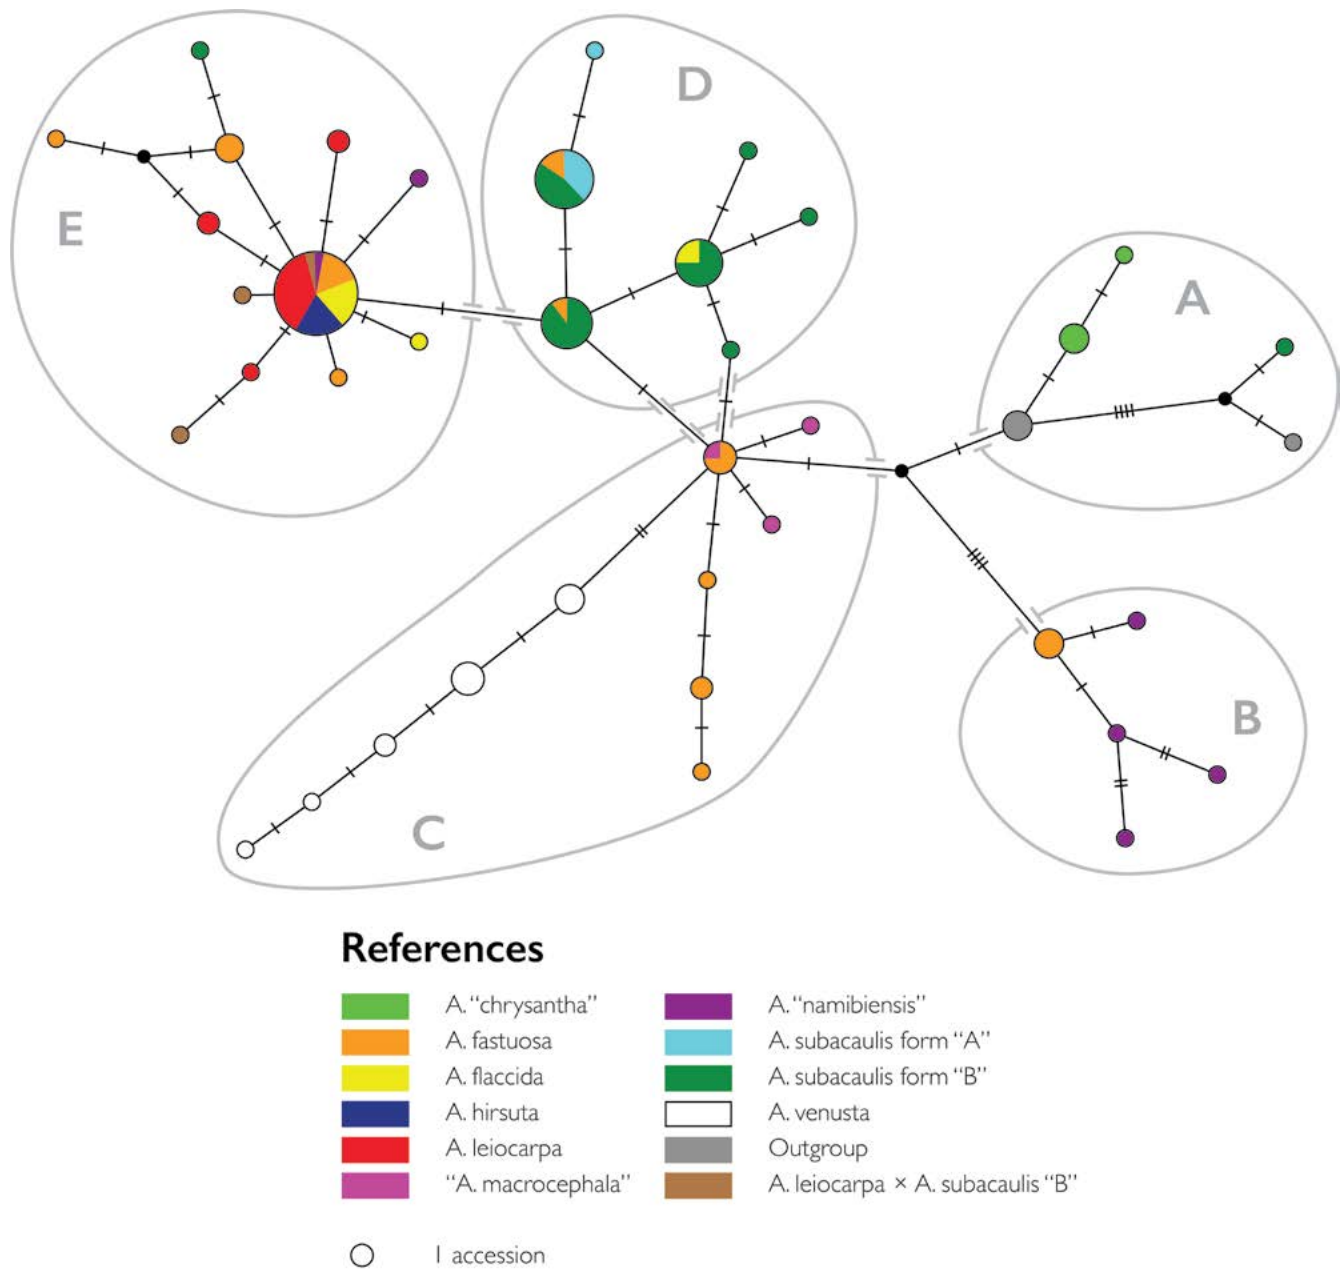 D
E
A
B
C
References
A. "chrysantha"
A. fastuosa
A. flaccida
A. hirsuta
A. leiocarpa
"A. macrocephala"
A. "namibiensis"
A. subacaulis form "A"
A. subacaulis form "B"
A. venusta
Outgroup
A. leiocarpa × A. subacaulis "B"
1 accession